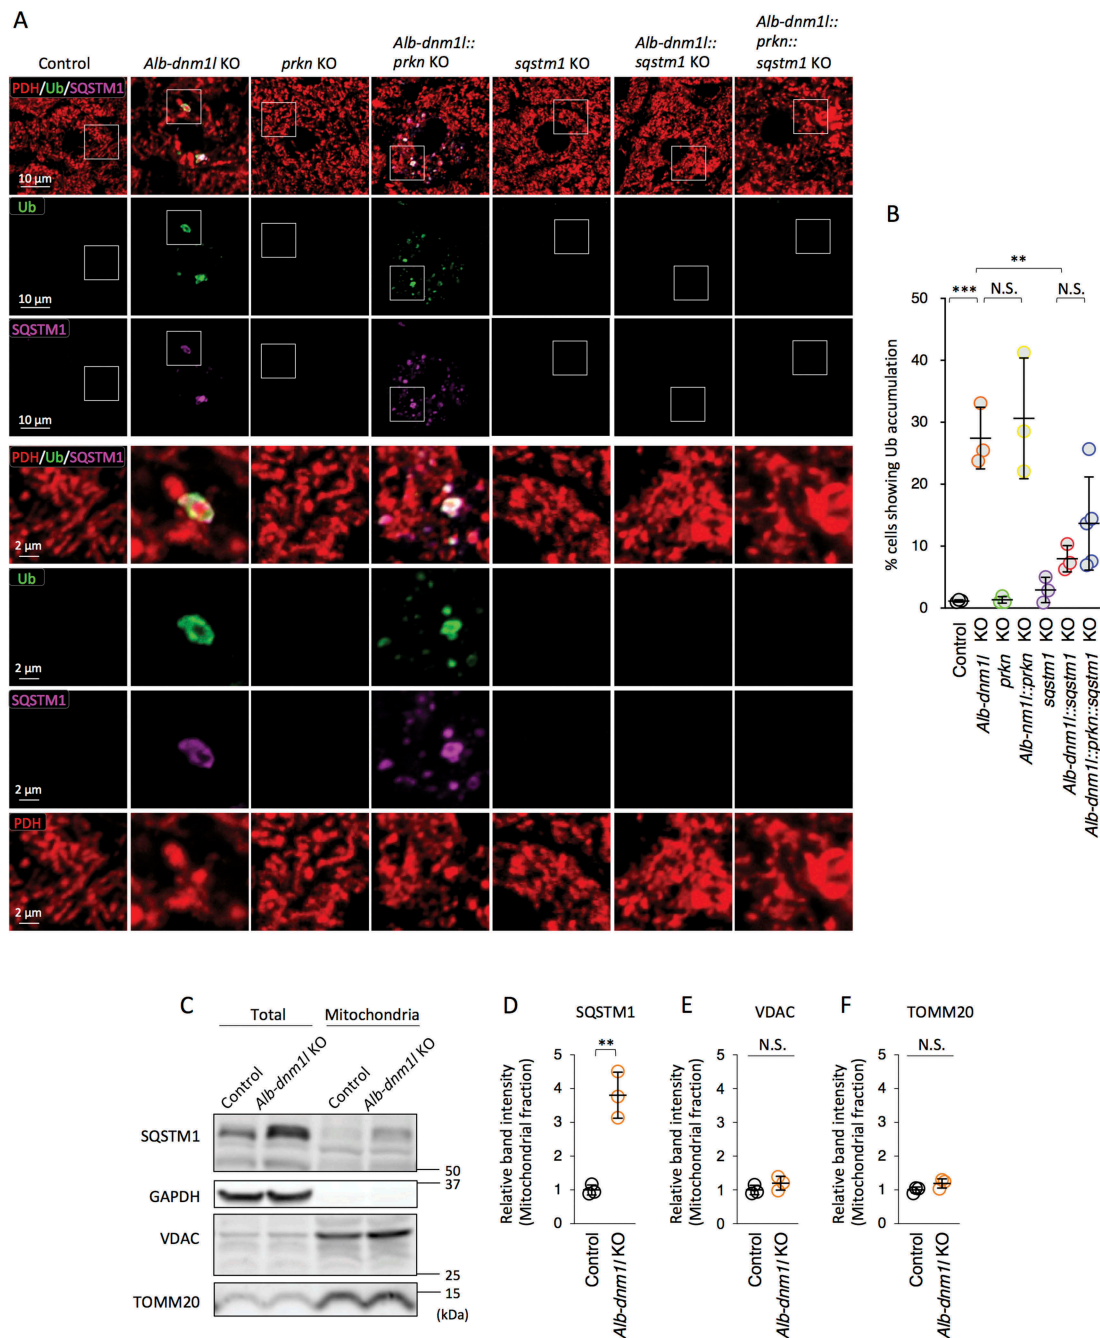 A
Control
Alb-dnm1l KO
prkn KO
Alb-dnm1l::
prkn KO
sqstm1 KO
Alb-dnm1l::
sqstm1 KO
Alb-dnm1l::
prkn::
sqstm1 KO
PDH/Ub/SQSTM1
10 μm
Ub
10 μm
SQSTM1
10 μm
PDH/Ub/SQSTM1
2 μm
Ub
2 μm
SQSTM1
2 μm
PDH
2 μm
B
**
***
N.S.
N.S.
% cells showing Ub accumulation
50
40
30
20
10
0
Control
Alb-dnm1l KO
prkn KO
Alb-nm1l::prkn KO
sqstm1 KO
Alb-dnm1l::sqstm1 KO
Alb-dnm1l::prkn::sqstm1 KO
C
Total
Mitochondria
Control
Alb-dnm1l KO
Control
Alb-dnm1l KO
SQSTM1
50
37
GAPDH
VDAC
25
15
TOMM20
(kDa)
D
SQSTM1
**
Relative band intensity
(Mitochondrial fraction)
5
4
3
2
1
0
Control
Alb-dnm1l KO
E
VDAC
N.S.
Relative band intensity
(Mitochondrial fraction)
5
4
3
2
1
0
Control
Alb-dnm1l KO
F
TOMM20
N.S.
Relative band intensity
(Mitochondrial fraction)
5
4
3
2
1
0
Control
Alb-dnm1l KO